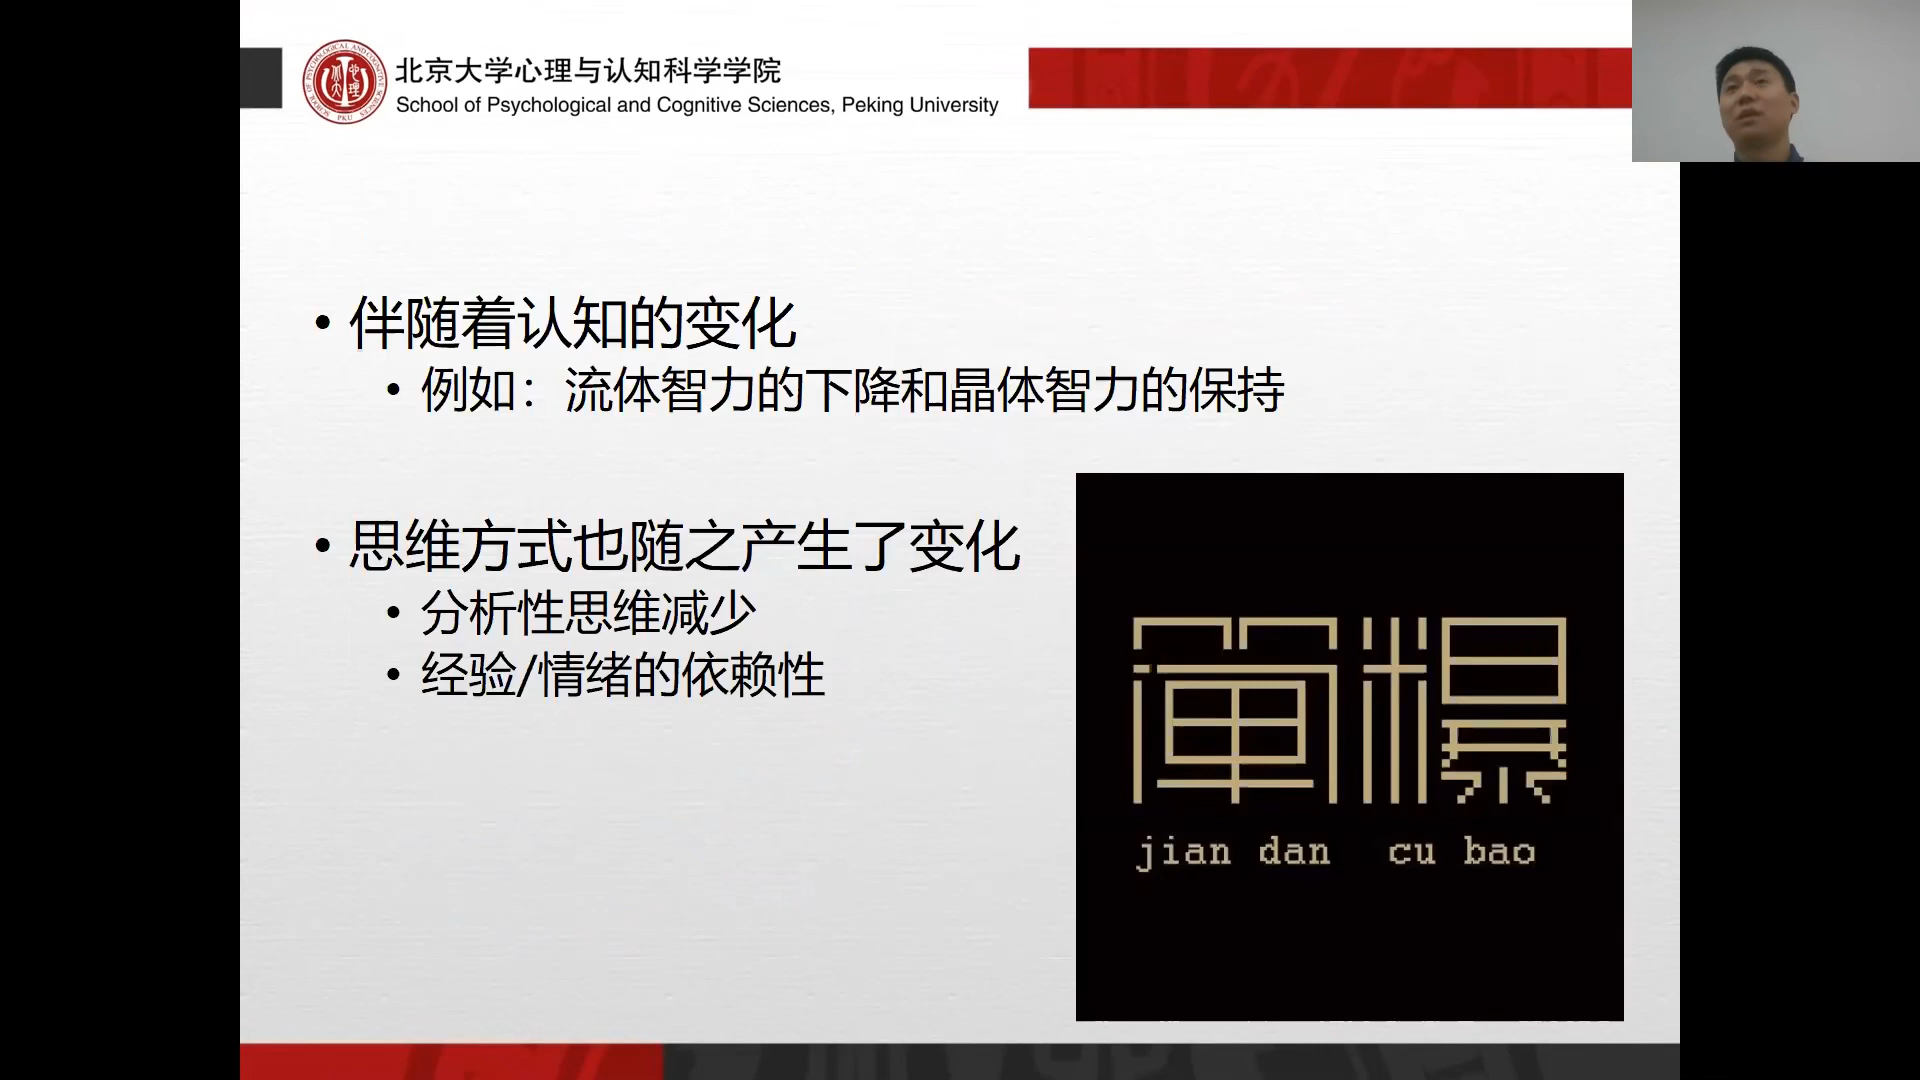 北京大学心理与认知科学学院
School of Psychological and Cognitive Sciences, Peking University
• 伴随着认知的变化
• 例如：流体智力的下降和晶体智力的保持
• 思维方式也随之产生了变化
• 分析性思维减少
• 经验/情绪的依赖性
jian dan cu bao